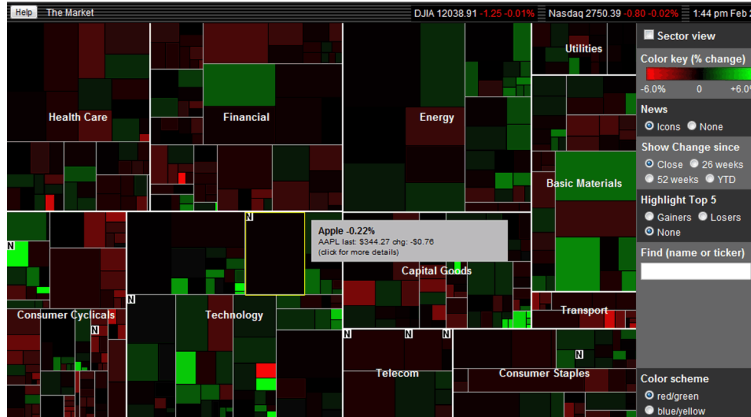 Help The Market DJIA 12038.91 -1.25 -0.01% Nasdaq 2750.39 -0.80 -0.02% 1:44 pm Feb
Utilities
Health Care
Financial
Energy
Basic Materials
N
N
N
Apple -0.22%
AAPL last: $344.27 chg: -$0.76
(click for more details)
Capital Goods
Consumer Cyclicals
Technology
Transport
N
N
N
N
N
N
Telecom
Consumer Staples
Sector view
Color key (% change)
-6.0% 0 +6.0%
News
Icons None
Show Change since
Close 26 weeks
52 weeks YTD
Highlight Top 5
Gainers Losers
None
Find (name or ticker)
Color scheme
red/green
blue/yellow